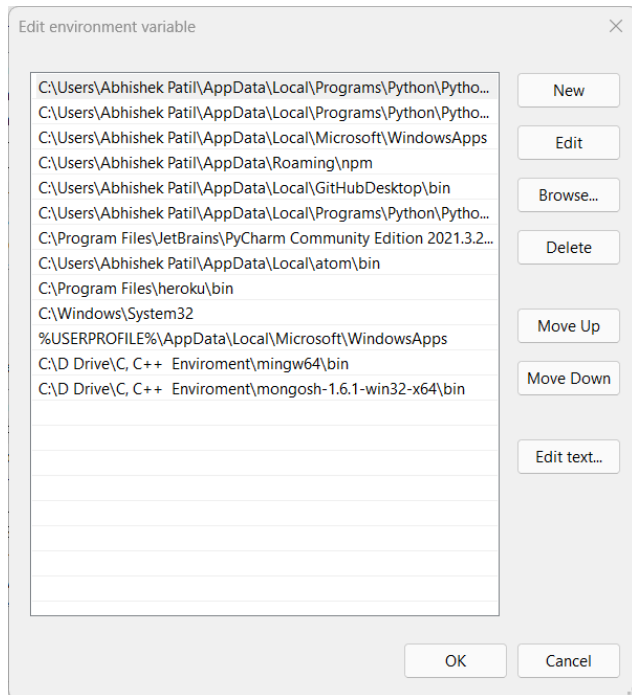 Edit environment variable
C:\Users\Abhishek Patil\AppData\Local\Programs\Python\Pytho...
C:\Users\Abhishek Patil\AppData\Local\Programs\Python\Pytho...
C:\Users\Abhishek Patil\AppData\Local\Microsoft\WindowsApps
C:\Users\Abhishek Patil\AppData\Roaming\npm
C:\Users\Abhishek Patil\AppData\Local\GitHubDesktop\bin
C:\Users\Abhishek Patil\AppData\Local\Programs\Python\Pytho...
C:\Program Files\JetBrains\PyCharm Community Edition 2021.3.2...
C:\Users\Abhishek Patil\AppData\Local\atom\bin
C:\Program Files\heroku\bin
C:\Windows\System32
%USERPROFILE%\AppData\Local\Microsoft\WindowsApps
C:\D Drive\C, C++  Enviroment\mingw64\bin
C:\D Drive\C, C++  Enviroment\mongosh-1.6.1-win32-x64\bin
New
Edit
Browse...
Delete
Move Up
Move Down
Edit text...
OK
Cancel